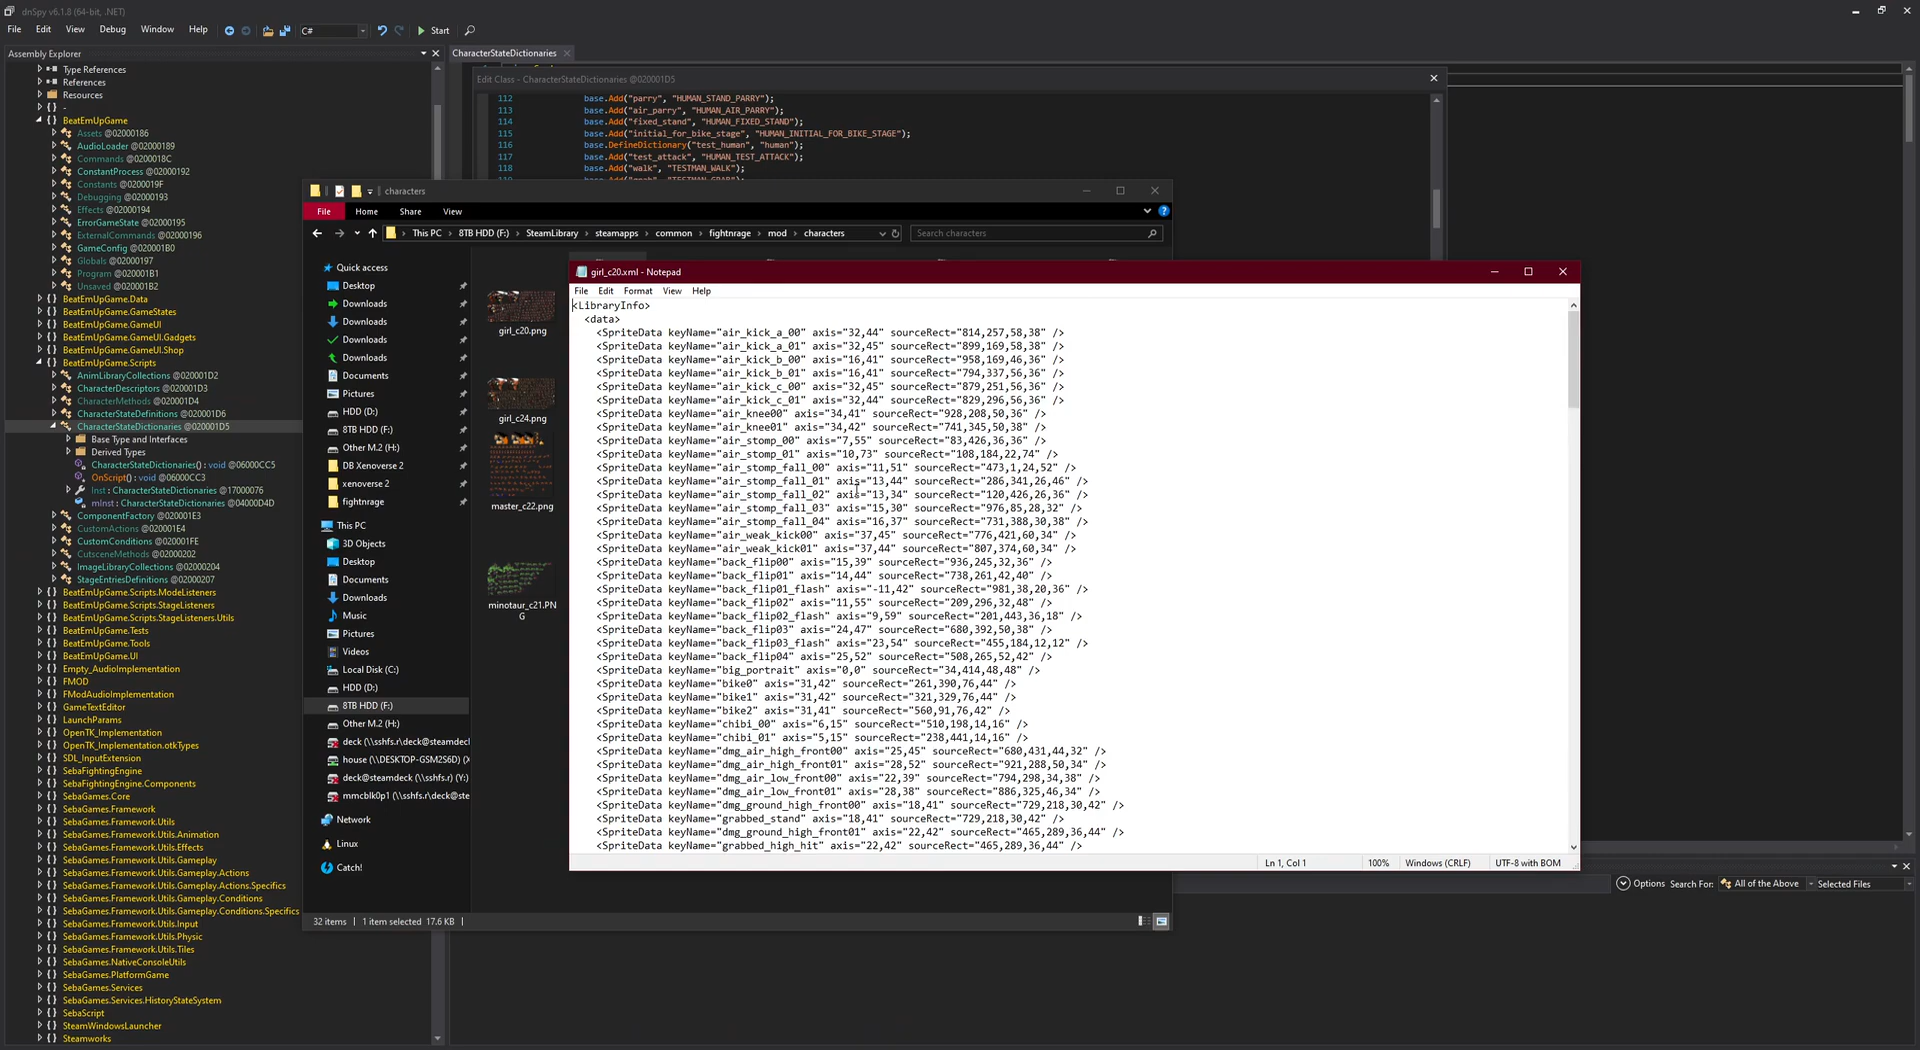 dnSpy v6.1.8 (64-bit, .NET)
File Edit View Debug Window Help C# Start
Assembly Explorer
Type References
References
Resources
-
BeatEmUpGame
Assets @02000186
AudioLoader @02000189
Commands @0200018C
ConstantProcess @02000192
Constants @0200019F
Debugging @02000193
Effects @02000194
ErrorGameState @02000195
ExternalCommands @02000196
GameConfig @020001B0
Globals @02000197
Program @020001B1
Unsaved @020001B2
BeatEmUpGame.Data
BeatEmUpGame.GameStates
BeatEmUpGame.GameUI
BeatEmUpGame.GameUI.Gadgets
BeatEmUpGame.GameUI.Shop
BeatEmUpGame.Scripts
AnimLibraryCollections @020001D2
CharacterDescriptors @020001D3
CharacterMethods @020001D4
CharacterStateDefinitions @020001D6
CharacterStateDictionaries @020001D5
Base Type and Interfaces
Derived Types
CharacterStateDictionaries() : void @06000CC5
OnScript() : void @06000CC3
Inst : CharacterStateDictionaries @17000076
mInst : CharacterStateDictionaries @04000D4D
ComponentFactory @020001E3
CustomActions @020001E4
CustomConditions @020001FE
CutsceneMethods @02000202
ImageLibraryCollections @02000204
StageEntriesDefinitions @02000207
BeatEmUpGame.Scripts.ModeListeners
BeatEmUpGame.Scripts.StageListeners
BeatEmUpGame.Scripts.StageListeners.Utils
BeatEmUpGame.Tests
BeatEmUpGame.Tools
BeatEmUpGame.UI
Empty_AudioImplementation
FMOD
FModAudioImplementation
GameTextEditor
LaunchParams
OpenTK_Implementation
OpenTK_Implementation.otkTypes
SDL_InputExtension
SebaFightingEngine
SebaFightingEngine.Components
SebaGames.Core
SebaGames.Framework
SebaGames.Framework.Utils
SebaGames.Framework.Utils.Animation
SebaGames.Framework.Utils.Effects
SebaGames.Framework.Utils.Gameplay
SebaGames.Framework.Utils.Gameplay.Actions
SebaGames.Framework.Utils.Gameplay.Actions.Specifics
SebaGames.Framework.Utils.Gameplay.Conditions
SebaGames.Framework.Utils.Gameplay.Conditions.Specifics
SebaGames.Framework.Utils.Input
SebaGames.Framework.Utils.Physic
SebaGames.Framework.Utils.Tiles
SebaGames.NativeConsoleUtils
SebaGames.PlatformGame
SebaGames.Services
SebaGames.Services.HistoryStateSystem
SebaScript
SteamWindowsLauncher
Steamworks
CharacterStateDictionaries
Edit Class - CharacterStateDictionaries @020001D5
112 base.Add("parry", "HUMAN_STAND_PARRY");
113 base.Add("air_parry", "HUMAN_AIR_PARRY");
114 base.Add("fixed_stand", "HUMAN_FIXED_STAND");
115 base.Add("initial_for_bike_stage", "HUMAN_INITIAL_FOR_BIKE_STAGE");
116 base.DefineDictionary("test_human", "human");
117 base.Add("test_attack", "HUMAN_TEST_ATTACK");
118 base.Add("walk", "TESTMAN_WALK");
characters
File Home Share View
This PC > 8TB HDD (F:) > SteamLibrary > steamapps > common > fightnrage > mod > characters
Search characters
Quick access
Desktop
Downloads
Downloads
Downloads
Downloads
Documents
Pictures
HDD (D:)
8TB HDD (F:)
Other M.2 (H:)
DB Xenoverse 2
xenoverse 2
fightnrage
This PC
3D Objects
Desktop
Documents
Downloads
Music
Pictures
Videos
Local Disk (C:)
HDD (D:)
8TB HDD (F:)
Other M.2 (H:)
deck (\\sshfs.r\deck@steamdecl
house (\\DESKTOP-GSM2S6D) (X
deck@steamdeck (\\sshfs.r) (Y:)
mmcblk0p1 (\\sshfs.r\deck@ste
Network
Linux
Catch!
girl_c20.png
girl_c24.png
master_c22.png
minotaur_c21.PN
G
32 items 1 item selected 17.6 KB
girl_c20.xml - Notepad
File Edit Format View Help
<LibraryInfo>
<data>
<SpriteData keyName="air_kick_a_00" axis="32,44" sourceRect="814,257,58,38" />
<SpriteData keyName="air_kick_a_01" axis="32,45" sourceRect="899,169,58,38" />
<SpriteData keyName="air_kick_b_00" axis="16,41" sourceRect="958,169,46,36" />
<SpriteData keyName="air_kick_b_01" axis="16,41" sourceRect="794,337,56,36" />
<SpriteData keyName="air_kick_c_00" axis="32,45" sourceRect="879,251,56,36" />
<SpriteData keyName="air_kick_c_01" axis="32,44" sourceRect="829,296,56,36" />
<SpriteData keyName="air_knee00" axis="34,41" sourceRect="928,208,50,36" />
<SpriteData keyName="air_knee01" axis="34,42" sourceRect="741,345,50,38" />
<SpriteData keyName="air_stomp_00" axis="7,55" sourceRect="83,426,36,36" />
<SpriteData keyName="air_stomp_01" axis="10,73" sourceRect="108,184,22,74" />
<SpriteData keyName="air_stomp_fall_00" axis="11,51" sourceRect="473,1,24,52" />
<SpriteData keyName="air_stomp_fall_01" axis="13,44" sourceRect="286,341,26,46" />
<SpriteData keyName="air_stomp_fall_02" axis="13,34" sourceRect="120,426,26,36" />
<SpriteData keyName="air_stomp_fall_03" axis="15,30" sourceRect="976,85,28,32" />
<SpriteData keyName="air_stomp_fall_04" axis="16,37" sourceRect="731,388,30,38" />
<SpriteData keyName="air_weak_kick00" axis="37,45" sourceRect="776,421,60,34" />
<SpriteData keyName="air_weak_kick01" axis="37,44" sourceRect="807,374,60,34" />
<SpriteData keyName="back_flip00" axis="15,39" sourceRect="936,245,32,36" />
<SpriteData keyName="back_flip01" axis="14,44" sourceRect="738,261,42,40" />
<SpriteData keyName="back_flip01_flash" axis="-11,42" sourceRect="981,38,20,36" />
<SpriteData keyName="back_flip02" axis="11,55" sourceRect="209,296,32,48" />
<SpriteData keyName="back_flip02_flash" axis="9,59" sourceRect="201,443,36,18" />
<SpriteData keyName="back_flip03" axis="24,47" sourceRect="680,392,50,38" />
<SpriteData keyName="back_flip03_flash" axis="23,54" sourceRect="455,184,12,12" />
<SpriteData keyName="back_flip04" axis="25,52" sourceRect="508,265,52,42" />
<SpriteData keyName="big_portrait" axis="0,0" sourceRect="34,414,48,48" />
<SpriteData keyName="bike0" axis="31,42" sourceRect="261,390,76,44" />
<SpriteData keyName="bike1" axis="31,42" sourceRect="321,329,76,44" />
<SpriteData keyName="bike2" axis="31,41" sourceRect="560,91,76,42" />
<SpriteData keyName="chibi_00" axis="6,15" sourceRect="510,198,14,16" />
<SpriteData keyName="chibi_01" axis="5,15" sourceRect="238,441,14,16" />
<SpriteData keyName="dmg_air_high_front00" axis="25,45" sourceRect="680,431,44,32" />
<SpriteData keyName="dmg_air_high_front01" axis="28,52" sourceRect="921,288,50,34" />
<SpriteData keyName="dmg_air_low_front00" axis="22,39" sourceRect="794,298,34,38" />
<SpriteData keyName="dmg_air_low_front01" axis="28,38" sourceRect="886,325,46,34" />
<SpriteData keyName="dmg_ground_high_front00" axis="18,41" sourceRect="729,218,30,42" />
<SpriteData keyName="grabbed_stand" axis="18,41" sourceRect="729,218,30,42" />
<SpriteData keyName="dmg_ground_high_front01" axis="22,42" sourceRect="465,289,36,44" />
<SpriteData keyName="grabbed_high_hit" axis="22,42" sourceRect="465,289,36,44" />
Ln 1, Col 1 100% Windows (CRLF) UTF-8 with BOM
Options Search For: All of the Above Selected Files